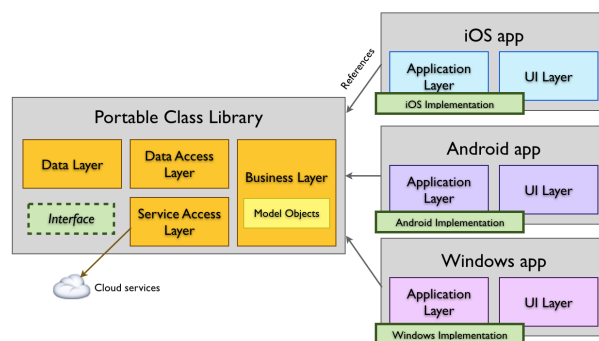 iOS app
Application
Layer
UI Layer
iOS Implementation
References
Portable Class Library
Data Layer
Data Access
Layer
Business Layer
Model Objects
Interface
Service Access
Layer
Cloud services
Android app
Application
Layer
UI Layer
Android Implementation
Windows app
Application
Layer
UI Layer
Windows Implementation